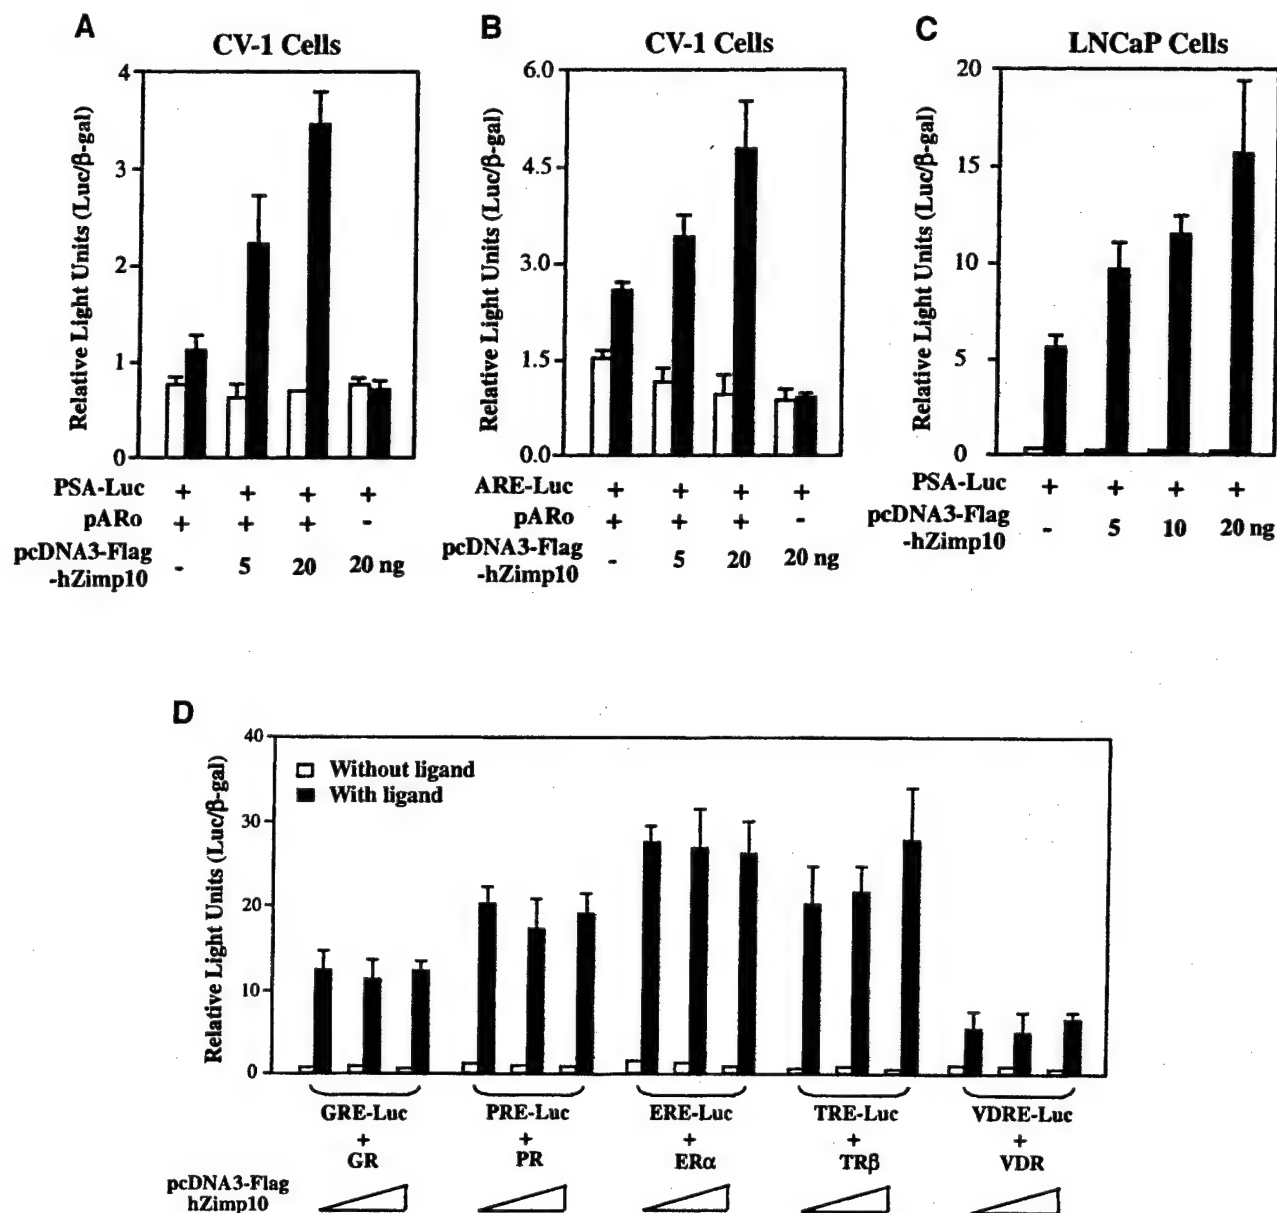 A
CV-1 Cells
Relative Light Units (Luc/β-gal)
4
3
2
1
0
PSA-Luc + + + +
pARo + + + -
pcDNA3-Flag
-hZimp10 - 5 20 20 ng
B
CV-1 Cells
Relative Light Units (Luc/β-gal)
6.0
4.5
3.0
1.5
0.0
ARE-Luc + + + +
pARo + + + -
pcDNA3-Flag
-hZimp10 - 5 20 20 ng
C
LNCaP Cells
Relative Light Units (Luc/β-gal)
20
15
10
5
0
PSA-Luc + + + +
pcDNA3-Flag
-hZimp10 - 5 10 20 ng
D
Relative Light Units (Luc/β-gal)
40
30
20
10
0
Without ligand
With ligand
GRE-Luc PRE-Luc ERE-Luc TRE-Luc VDRE-Luc
+ + + + +
GR PR ERα TRβ VDR
pcDNA3-Flag
hZimp10